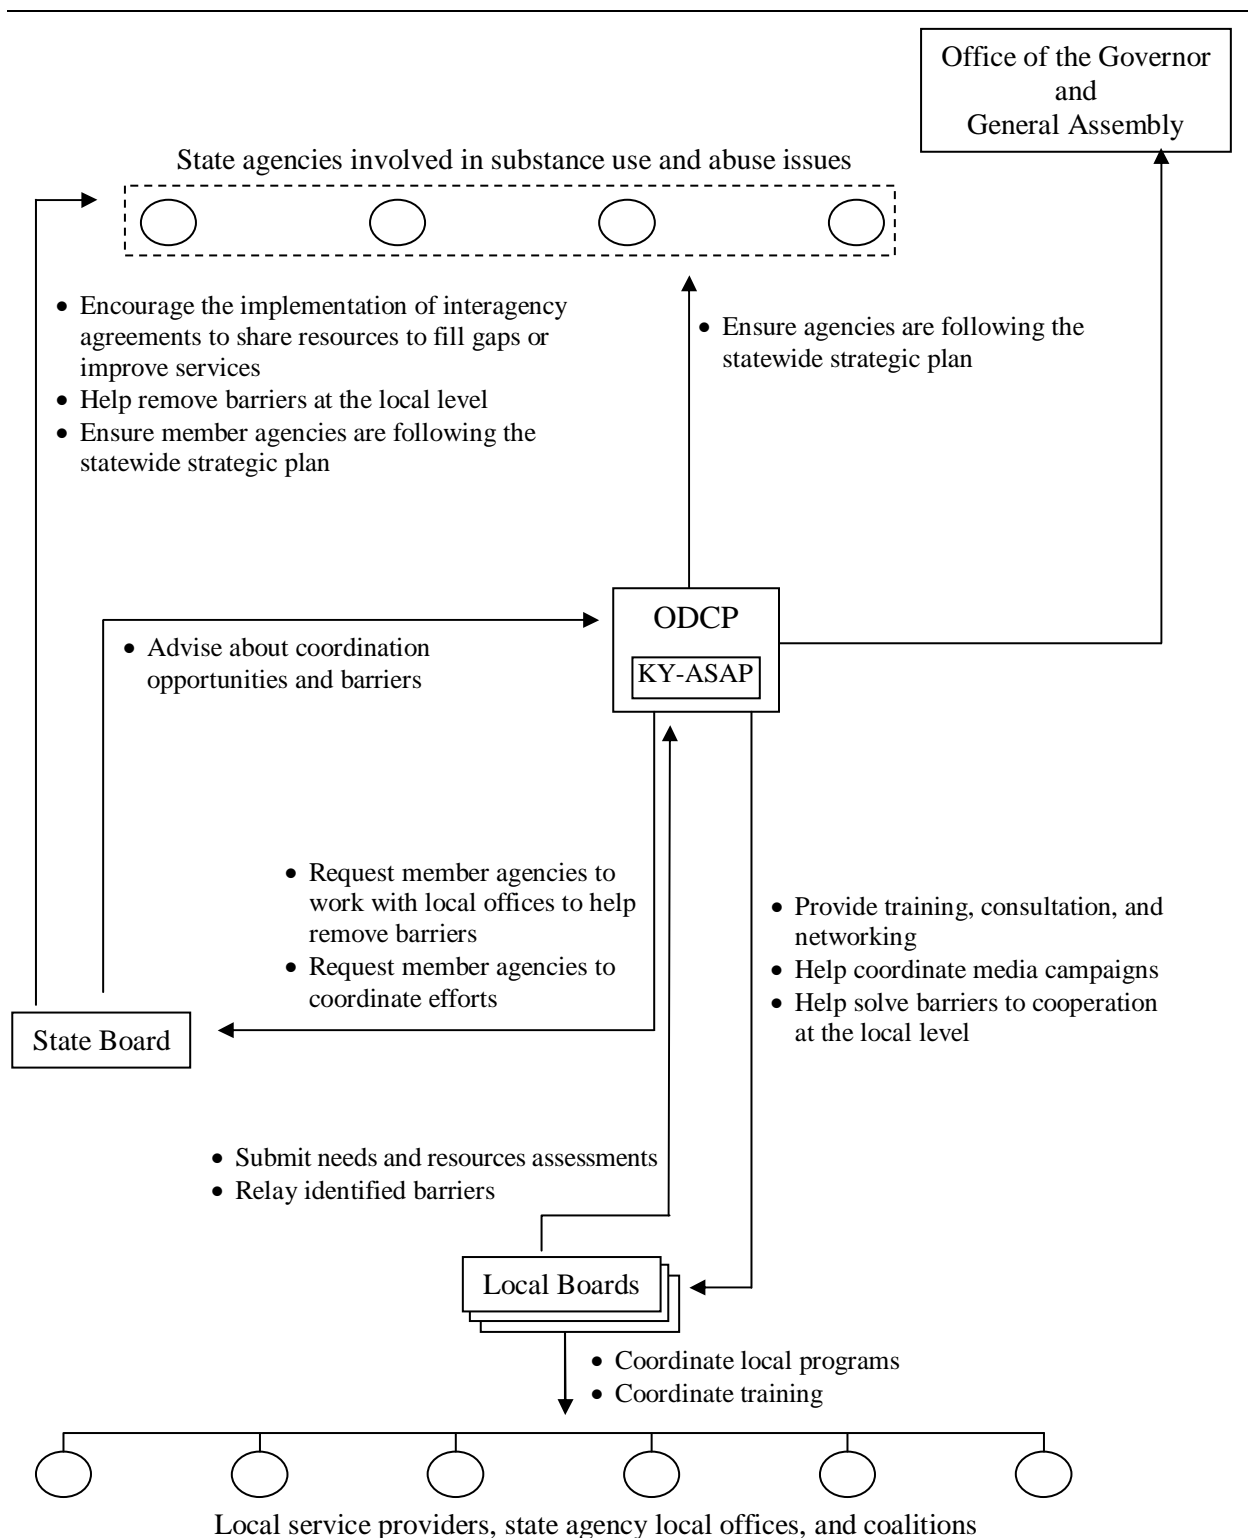 Office of the Governor
and
General Assembly
State agencies involved in substance use and abuse issues
• Encourage the implementation of interagency
agreements to share resources to fill gaps or
improve services
• Help remove barriers at the local level
• Ensure member agencies are following the
statewide strategic plan
• Ensure agencies are following the
statewide strategic plan
ODCP
KY-ASAP
• Advise about coordination
opportunities and barriers
• Request member agencies to
work with local offices to help
remove barriers
• Request member agencies to
coordinate efforts
• Provide training, consultation, and
networking
• Help coordinate media campaigns
• Help solve barriers to cooperation
at the local level
State Board
• Submit needs and resources assessments
• Relay identified barriers
Local Boards
• Coordinate local programs
• Coordinate training
Local service providers, state agency local offices, and coalitions